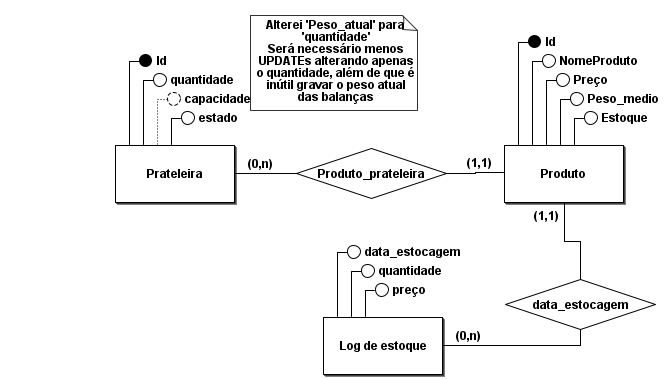 Alterei 'Peso_atual' para
'quantidade'
Será necessário menos
UPDATEs alterando apenas
o quantidade, além de que é
inútil gravar o peso atual
das balanças
Id
quantidade
capacidade
estado
Id
NomeProduto
Preço
Peso_medio
Estoque
Prateleira
(0,n)
Produto_prateleira
(1,1)
Produto
(1,1)
data_estocagem
quantidade
preço
data_estocagem
Log de estoque
(0,n)